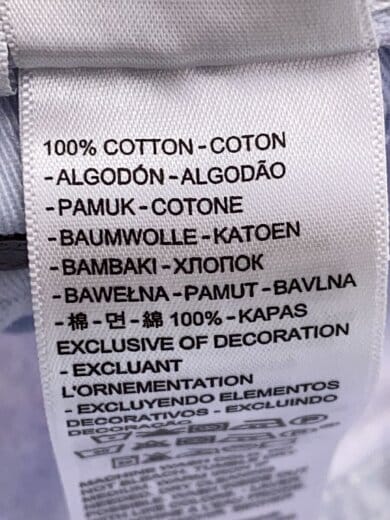 100% COTTON - COTON
- ALGODÓN - ALGODÃO
- PAMUK - COTONE
- BAUMWOLLE - KATOEN
- BAMBAKI - ХЛОПОК
- BAWEŁNA - PAMUT - BAVLNA
- 棉 - 면 - 綿 100% - KAPAS
EXCLUSIVE OF DECORATION
- EXCLUANT
L'ORNEMENTATION
- EXCLUYENDO ELEMENTOS
DECORATIVOS - EXCLUINDO
DECORAÇÃO